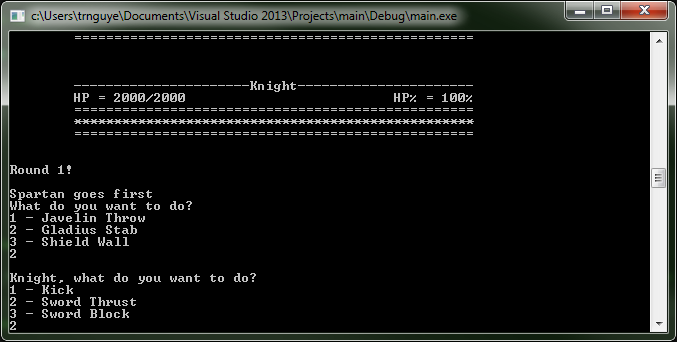 c:\Users\trnguye\Documents\Visual Studio 2013\Projects\main\Debug\main.exe
==================================================
----------------------Knight----------------------
HP = 2000/2000                          HP% = 100%
==================================================
**************************************************
==================================================
Round 1!
Spartan goes first
What do you want to do?
1 - Javelin Throw
2 - Gladius Stab
3 - Shield Wall
2
Knight, what do you want to do?
1 - Kick
2 - Sword Thrust
3 - Sword Block
2